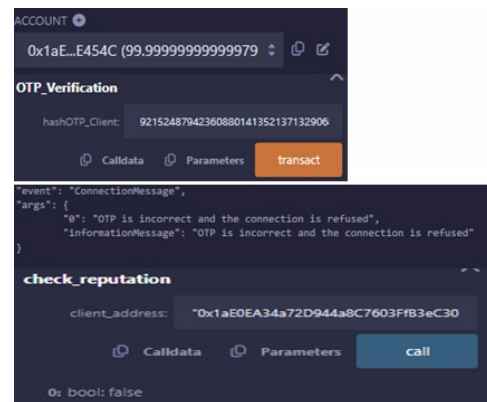 ACCOUNT
0x1aE...E454C (99.99999999999979
OTP_Verification
hashOTP_Client: 92152487942360880141352137132906
Calldata Parameters transact
"event": "ConnectionMessage",
"args": {
"0": "OTP is incorrect and the connection is refused",
"informationMessage": "OTP is incorrect and the connection is refused"
}
check_reputation
client_address: "0x1aE0EA34a72D944a8C7603FfB3eC30
Calldata Parameters call
0: bool: false